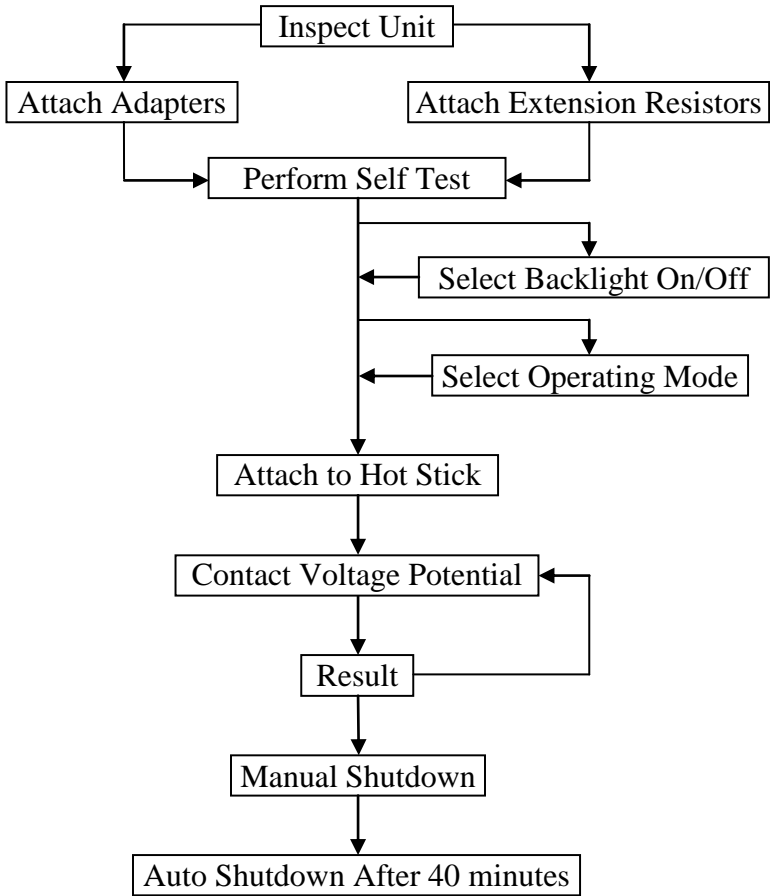 Inspect Unit
Attach Adapters
Attach Extension Resistors
Perform Self Test
Select Backlight On/Off
Select Operating Mode
Attach to Hot Stick
Contact Voltage Potential
Result
Manual Shutdown
Auto Shutdown After 40 minutes